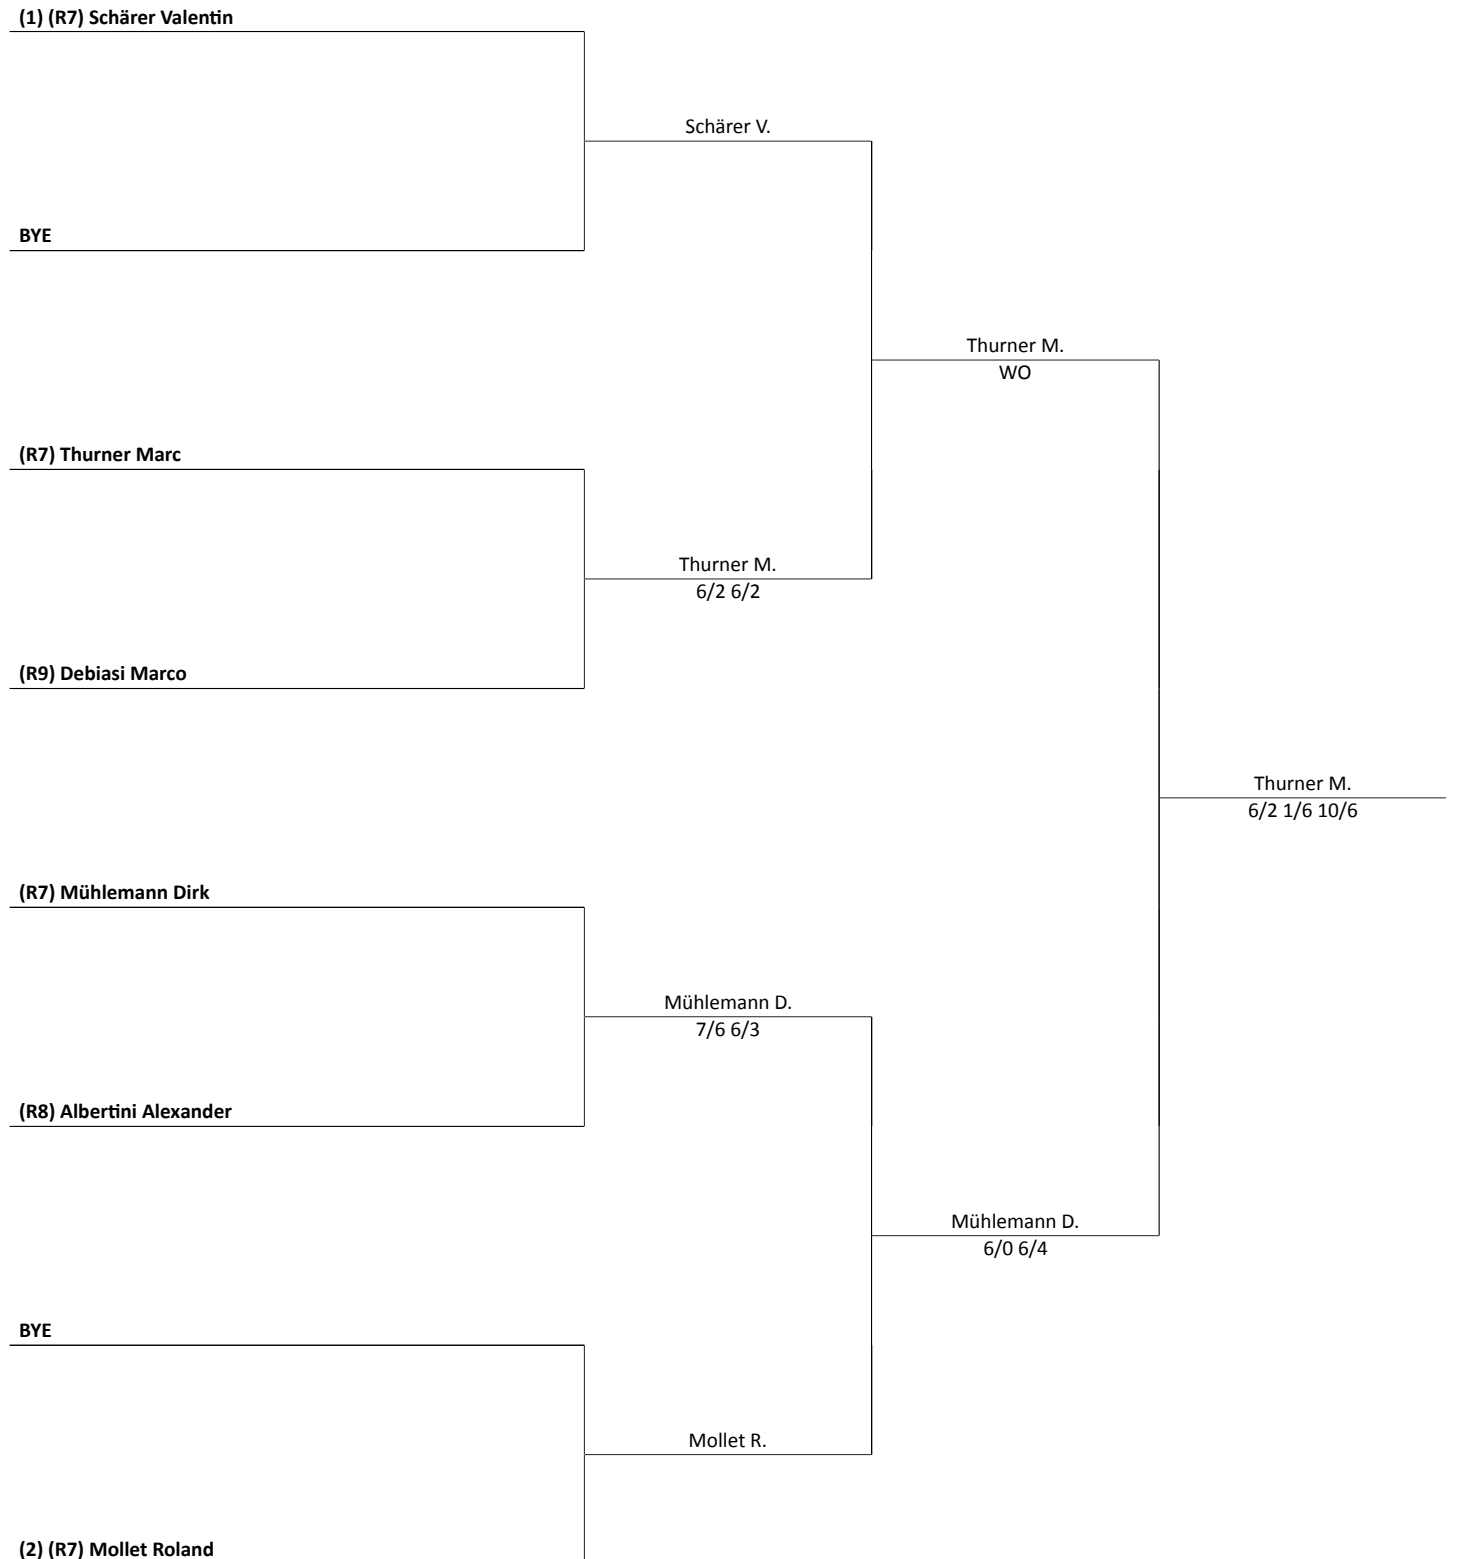 (1) (R7) Schärer Valentin
Schärer V.
BYE
Thurner M.
WO
(R7) Thurner Marc
Thurner M.
6/2 6/2
(R9) Debiasi Marco
Thurner M.
6/2 1/6 10/6
(R7) Mühlemann Dirk
Mühlemann D.
7/6 6/3
(R8) Albertini Alexander
Mühlemann D.
6/0 6/4
BYE
Mollet R.
(2) (R7) Mollet Roland